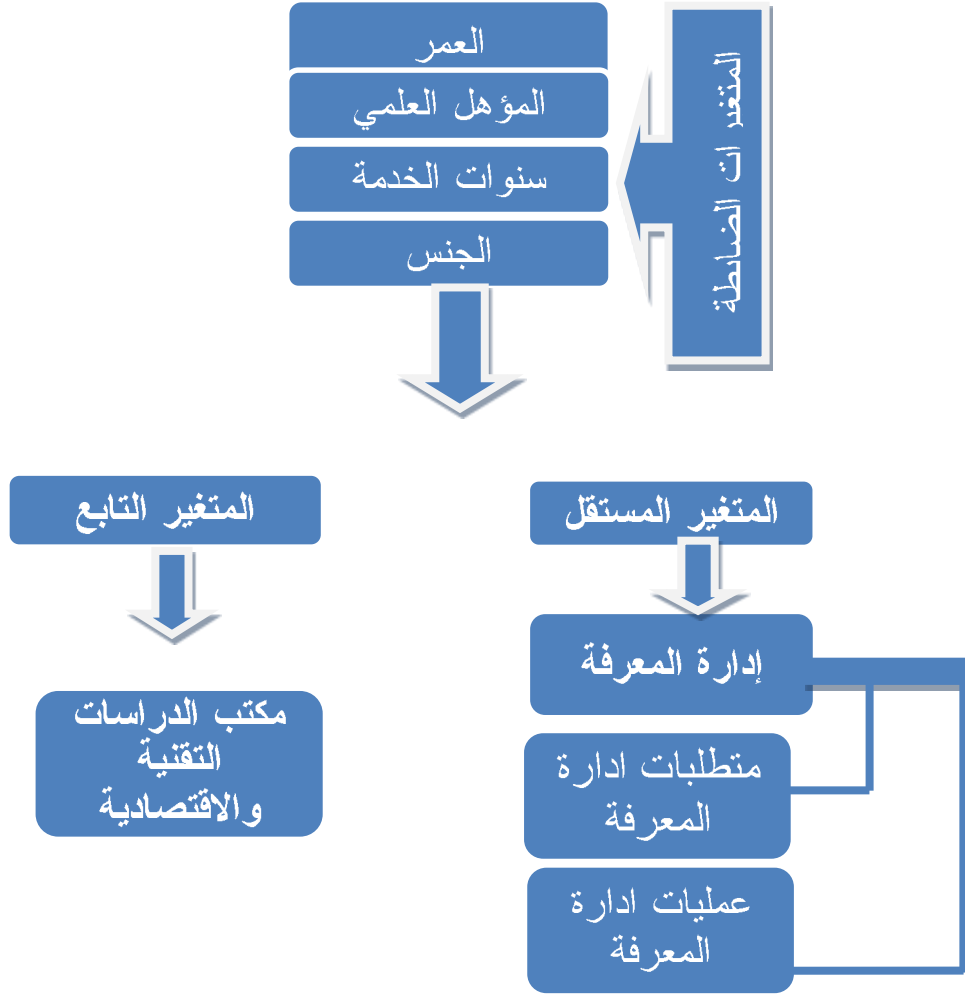 العمر
المؤهل العلمي
سنوات الخدمة
الجنس
المتغيرات الضابطة
المتغير المستقل
المتغير التابع
إدارة المعرفة
متطلبات ادارة
المعرفة
عمليات ادارة
المعرفة
مكتب الدراسات
التقنية
والاقتصادية